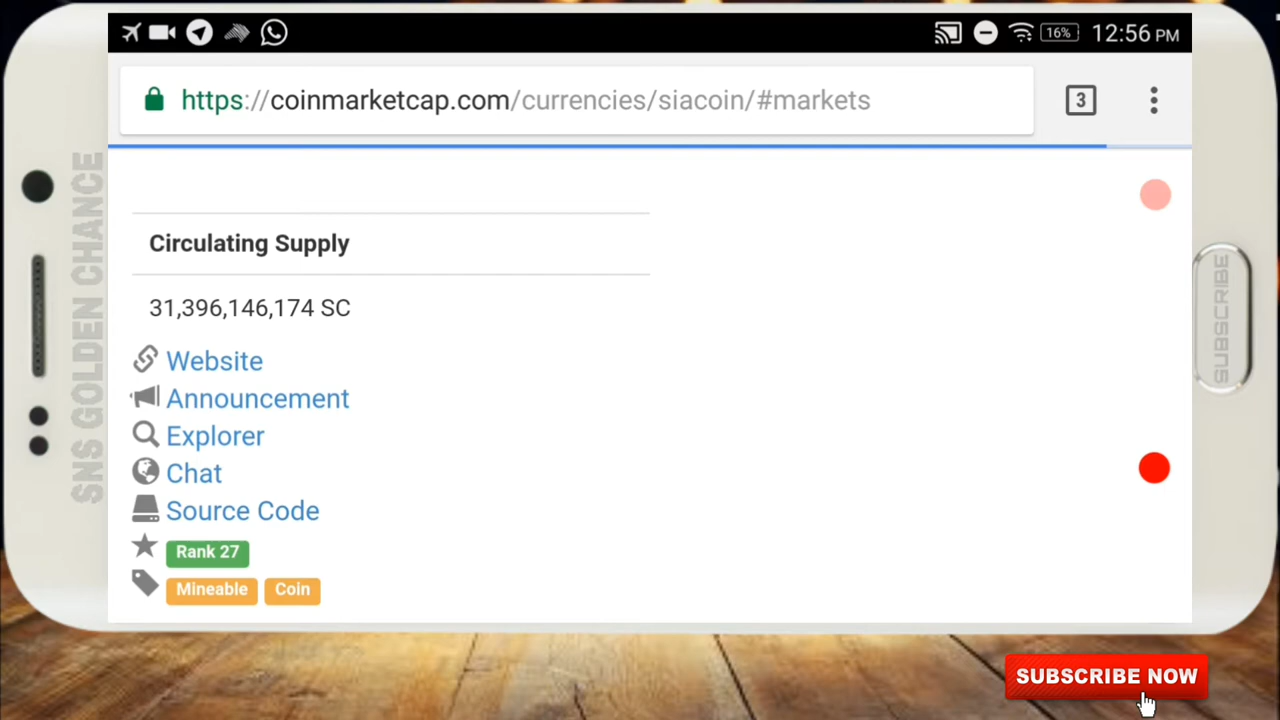 16% 12:56 PM
https://coinmarketcap.com/currencies/siacoin/#markets
3
Circulating Supply
31,396,146,174 SC
Website
Announcement
Explorer
Chat
Source Code
Rank 27
Mineable Coin
SNS GOLDEN CHANCE
SUBSCRIBE
SUBSCRIBE NOW